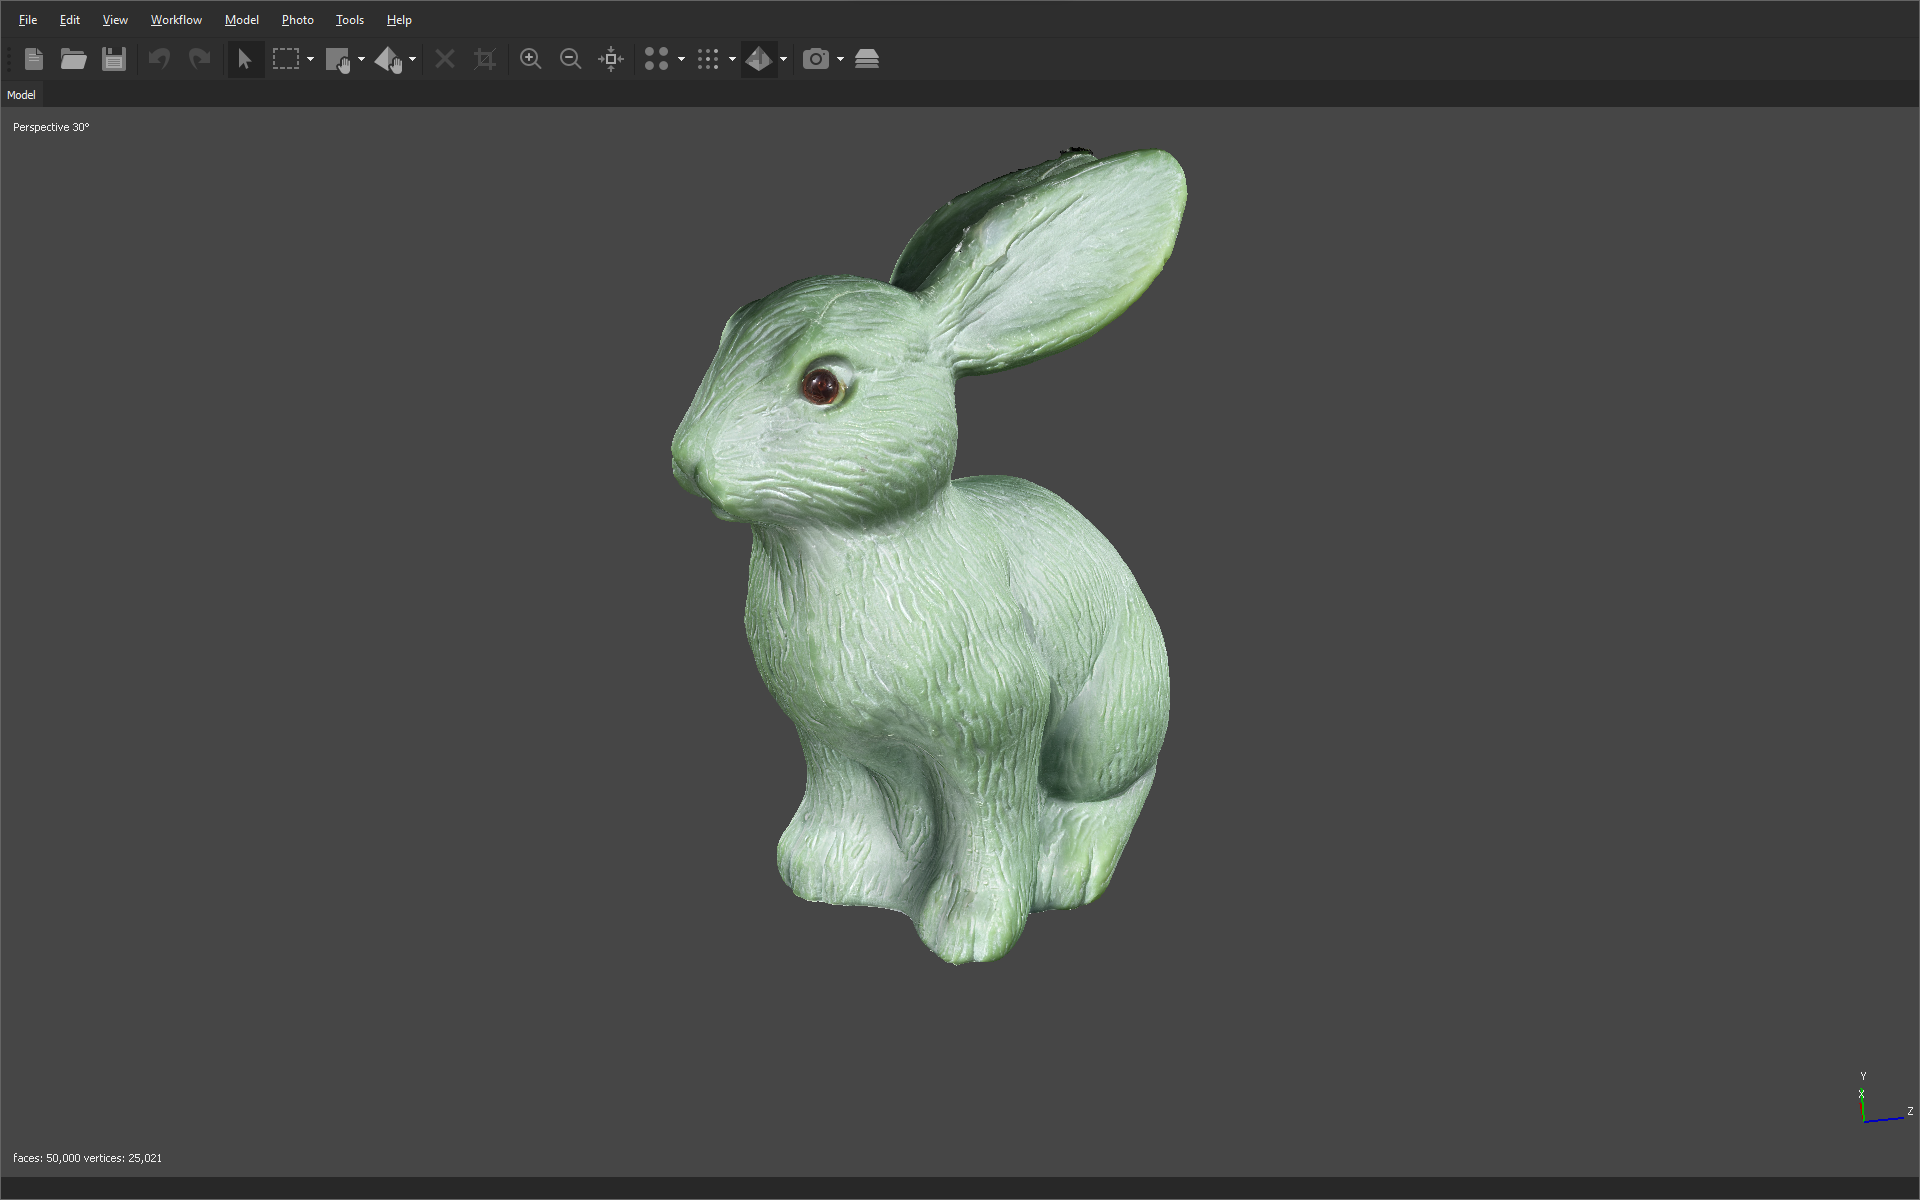 File Edit View Workflow Model Photo Tools Help
Model
Perspective 30°
Y
X
Z
faces: 50,000 vertices: 25,021